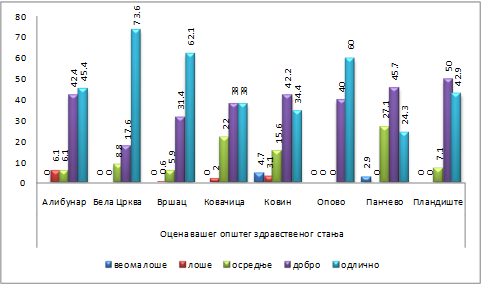 80
70
60
50
40
30
20
10
0
0 6.1 6.1 42.4 45.4
0 0 8.8 17.6 73.6
0 0.6 5.9 31.4 62.1
0 2 22 38 38
4.7 3.1 15.6 42.2 34.4
0 0 0 40 60
2.9 0 27.1 45.7 24.3
0 0 7.1 50 42.9
Алибунар Бела Црква Вршац Ковачица Ковин Опово Панчево Пландиште
Оцена вашег општег здравственог стања
веома лоше лоше осредње добро одлично